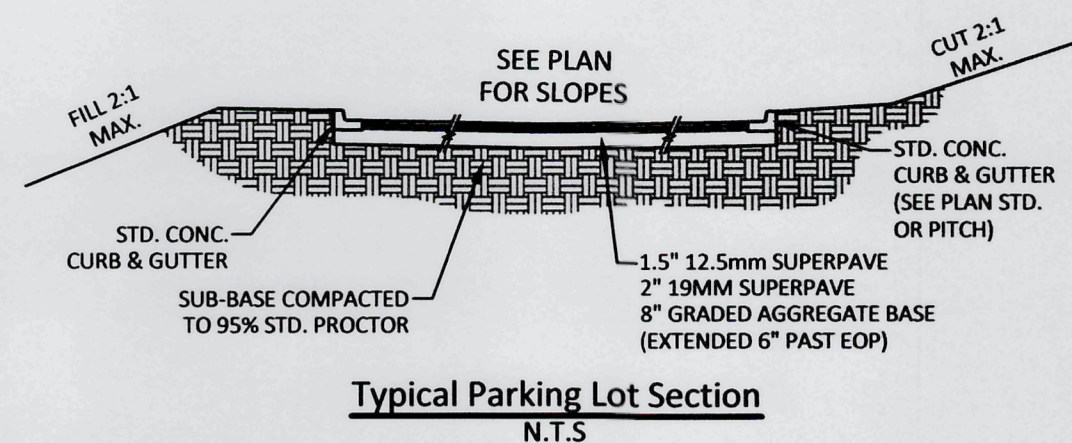 SEE PLAN
FOR SLOPES
FILL 2:1
MAX.
CUT 2:1
MAX.
STD. CONC.
CURB & GUTTER
(SEE PLAN STD.
OR PITCH)
STD. CONC.
CURB & GUTTER
SUB-BASE COMPACTED
TO 95% STD. PROCTOR
1.5" 12.5mm SUPERPAVE
2" 19MM SUPERPAVE
8" GRADED AGGREGATE BASE
(EXTENDED 6" PAST EOP)
Typical Parking Lot Section
N.T.S